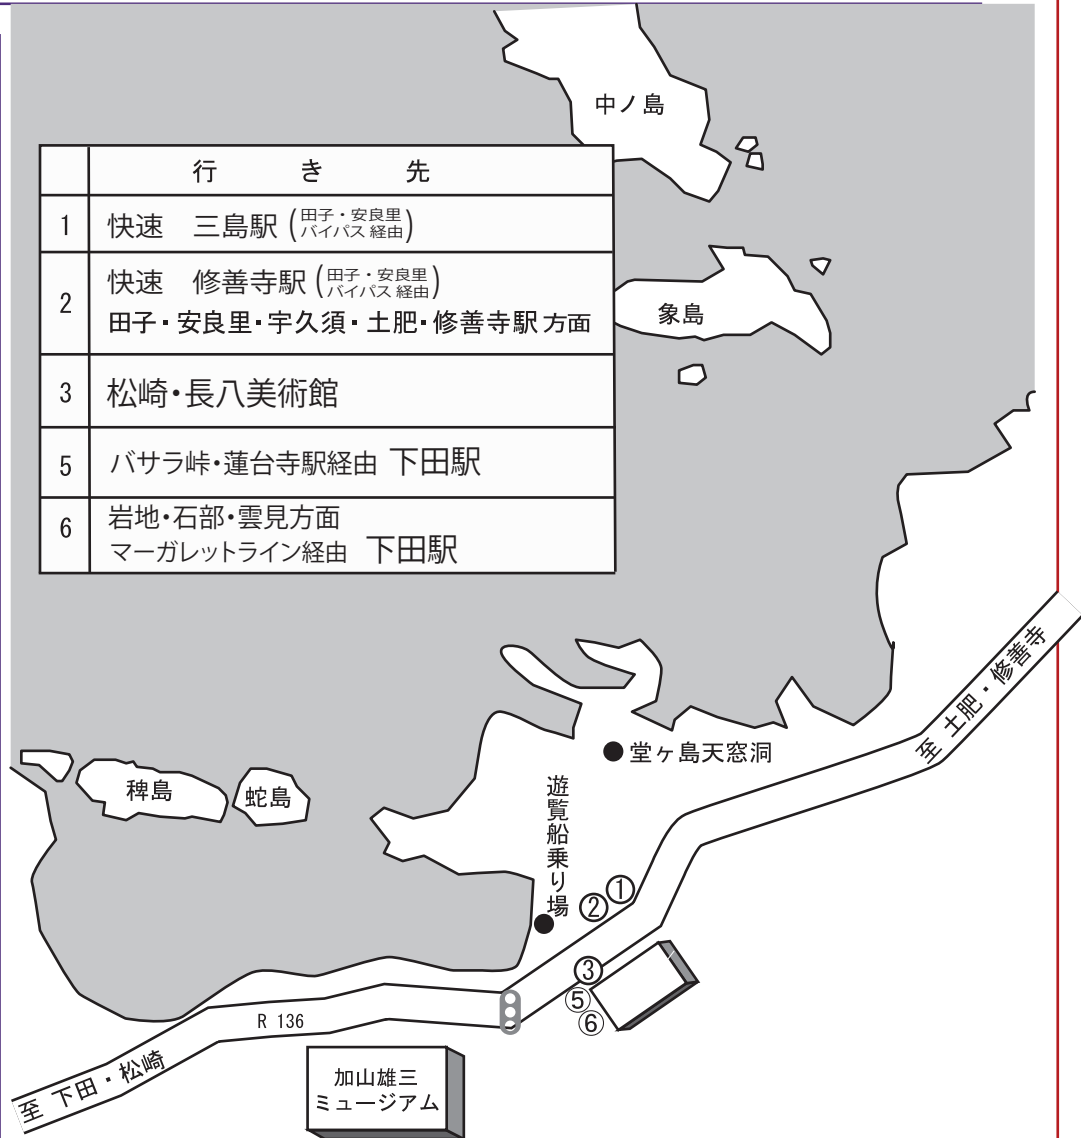 中ノ島
行き先
1 快速 三島駅(田子・安良里バイパス経由)
2 快速 修善寺駅(田子・安良里バイパス経由)
田子・安良里・宇久須・土肥・修善寺駅方面
3 松崎・長八美術館
5 バサラ峠・蓮台寺駅経由 下田駅
6 岩地・石部・雲見方面
マーガレットライン経由 下田駅
象島
至 土肥・修善寺
堂ヶ島天窓洞
稗島
蛇島
遊覧船乗り場
①
②
③
⑤
⑥
R 136
至 下田・松崎
加山雄三
ミュージアム